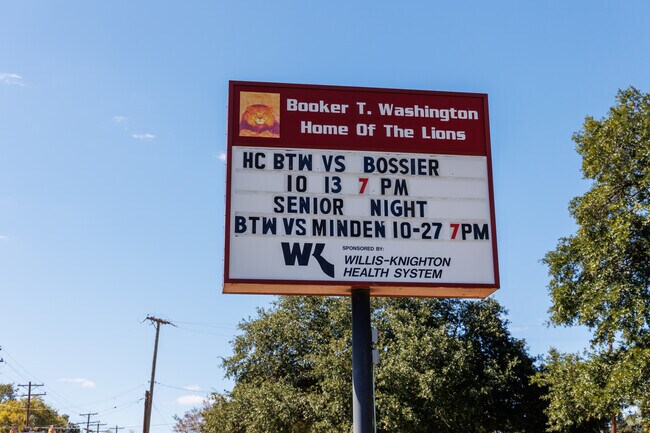 Booker T. Washington
Home Of The Lions
HC BTW VS BOSSIER
10 13 7 PM
SENIOR NIGHT
BTW VS MINDEN 10-27 7PM
WK
SPONSORED BY:
WILLIS-KNIGHTON
HEALTH SYSTEM